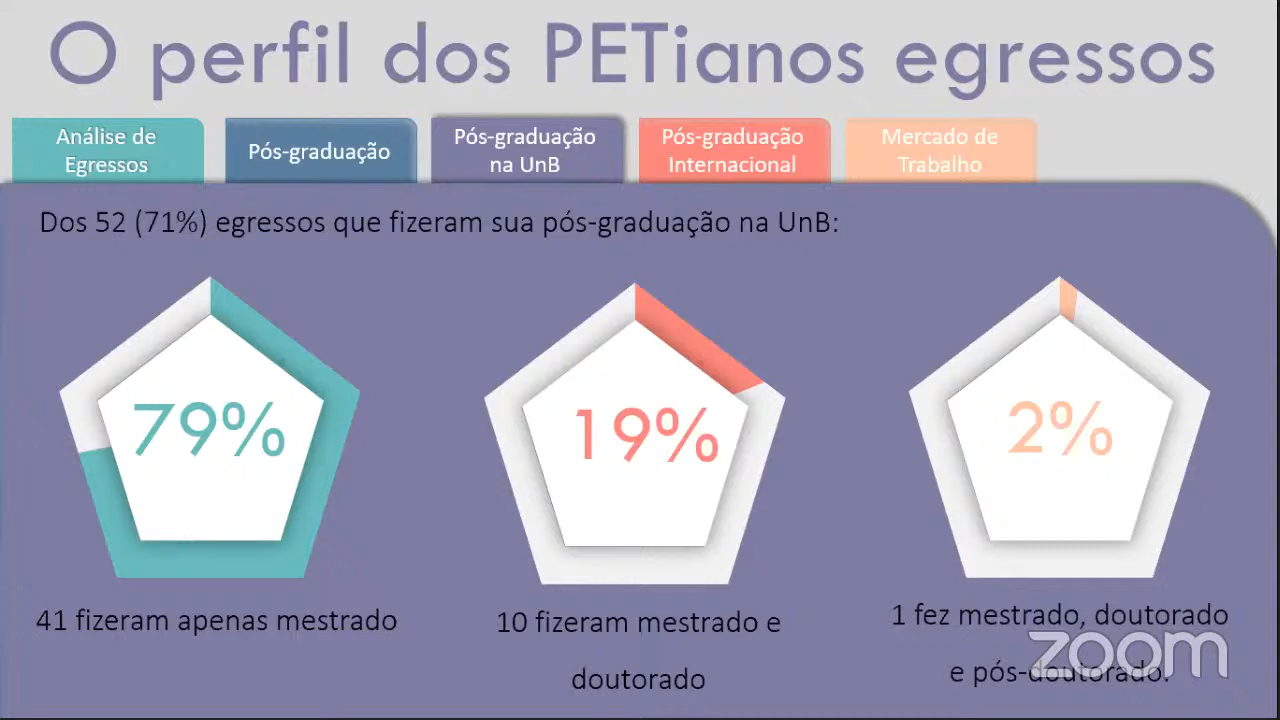 O perfil dos PETianos egressos
Análise de
Egressos
Pós-graduação
Pós-graduação
na UnB
Pós-graduação
Internacional
Mercado de
Trabalho
Dos 52 (71%) egressos que fizeram sua pós-graduação na UnB:
79%
19%
2%
41 fizeram apenas mestrado
10 fizeram mestrado e
doutorado
1 fez mestrado, doutorado
e pós-doutorado.
zoom